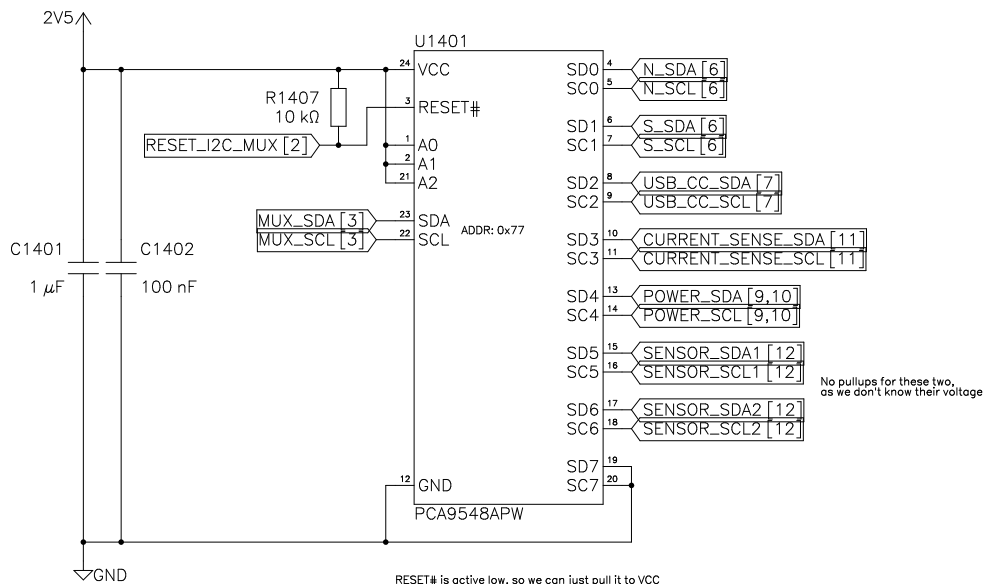 2V5
U1401
24 VCC
3 RESET#
1 A0
2 A1
21 A2
23 SDA
22 SCL
12 GND
R1407
10 kΩ
RESET_I2C_MUX [2]
MUX_SDA [3]
MUX_SCL [3]
ADDR: 0x77
C1401
1 µF
C1402
100 nF
SD0 4 N_SDA [6]
SC0 5 N_SCL [6]
SD1 6 S_SDA [6]
SC1 7 S_SCL [6]
SD2 8 USB_CC_SDA [7]
SC2 9 USB_CC_SCL [7]
SD3 10 CURRENT_SENSE_SDA [11]
SC3 11 CURRENT_SENSE_SCL [11]
SD4 13 POWER_SDA [9,10]
SC4 14 POWER_SCL [9,10]
SD5 15 SENSOR_SDA1 [12]
SC5 16 SENSOR_SCL1 [12]
SD6 17 SENSOR_SDA2 [12]
SC6 18 SENSOR_SCL2 [12]
SD7 19
SC7 20
No pullups for these two,
as we don't know their voltage
PCA9548APW
GND
RESET# is active low, so we can just pull it to VCC